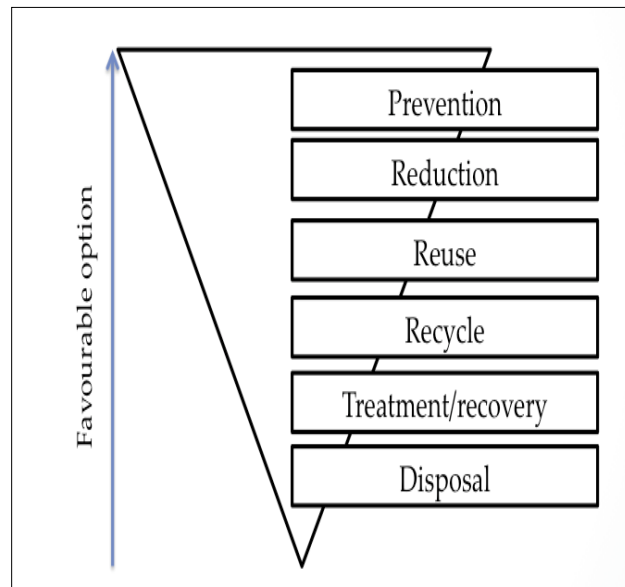 Favourable option
Prevention
Reduction
Reuse
Recycle
Treatment/recovery
Disposal